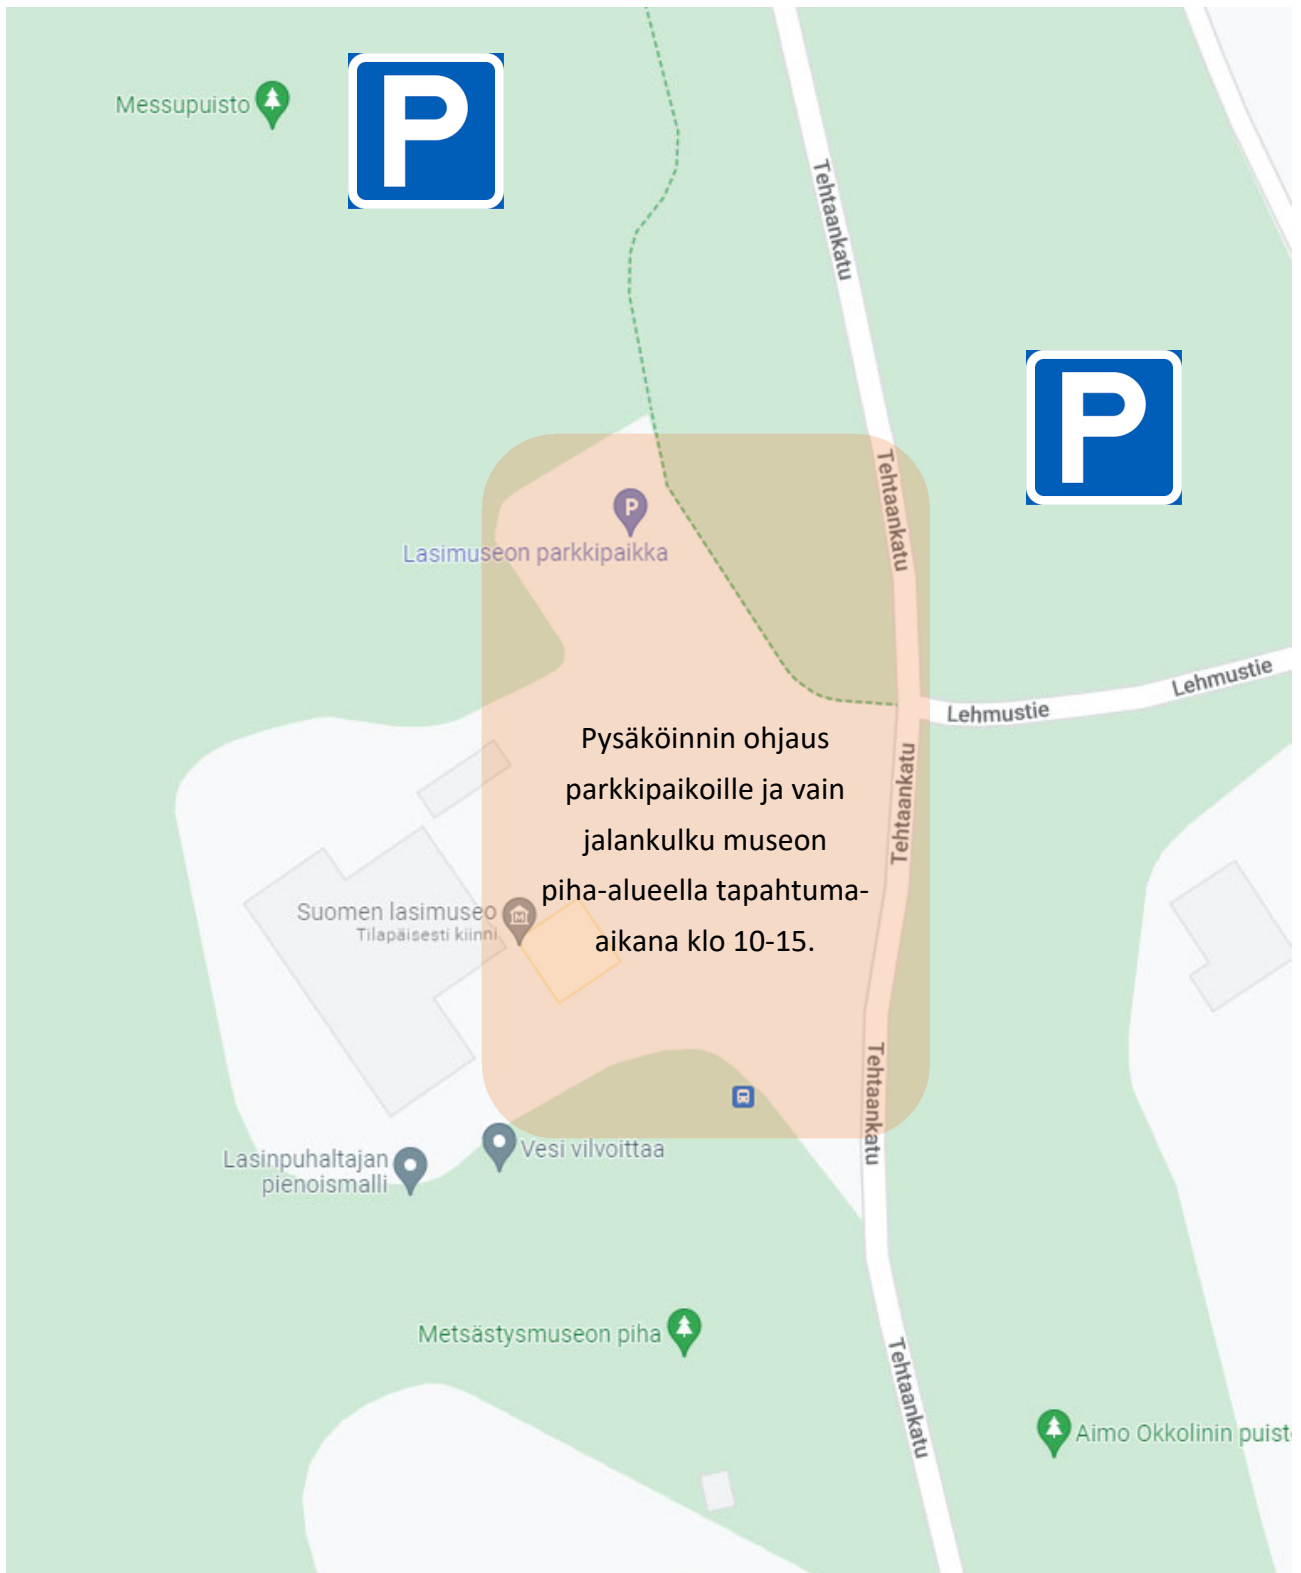 Messupuisto
P
Tehtaankatu
P
Tehtaankatu
P
Lasimuseon parkkipaikka
Lehmustie
Lehmustie
Pysäköinnin ohjaus
parkkipaikoille ja vain
jalankulku museon
piha-alueella tapahtuma-
aikana klo 10-15.
Tehtaankatu
Suomen lasimuseo
Tilapäisesti kiinni
M
Tehtaankatu
Vesi vilvoittaa
Lasinpuhaltajan
pienoismalli
Metsästysmuseon piha
Tehtaankatu
Aimo Okkolinin puist